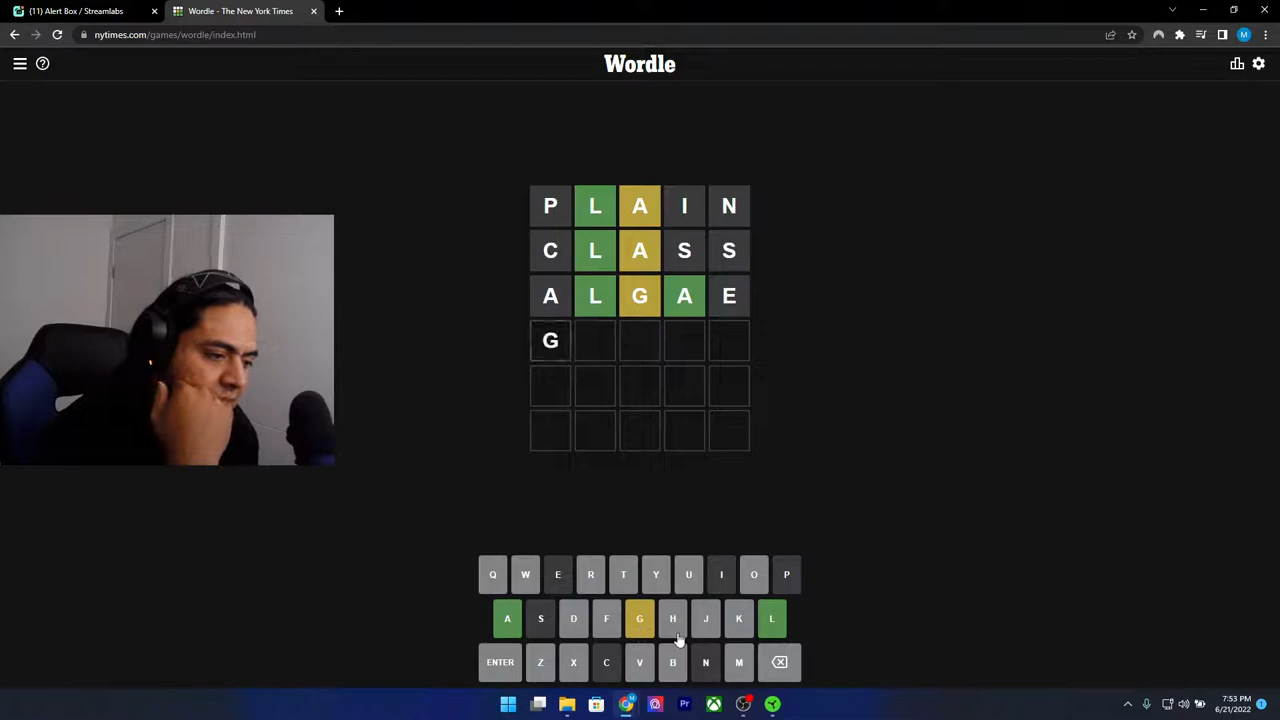 (11) Alert Box / Streamlabs
Wordle - The New York Times
nytimes.com/games/wordle/index.html
M
Wordle
P L A I N
C L A S S
A L G A E
G
Q W E R T Y U I O P
A S D F G H J K L
ENTER Z X C V B N M
Pr
7:53 PM
6/21/2022